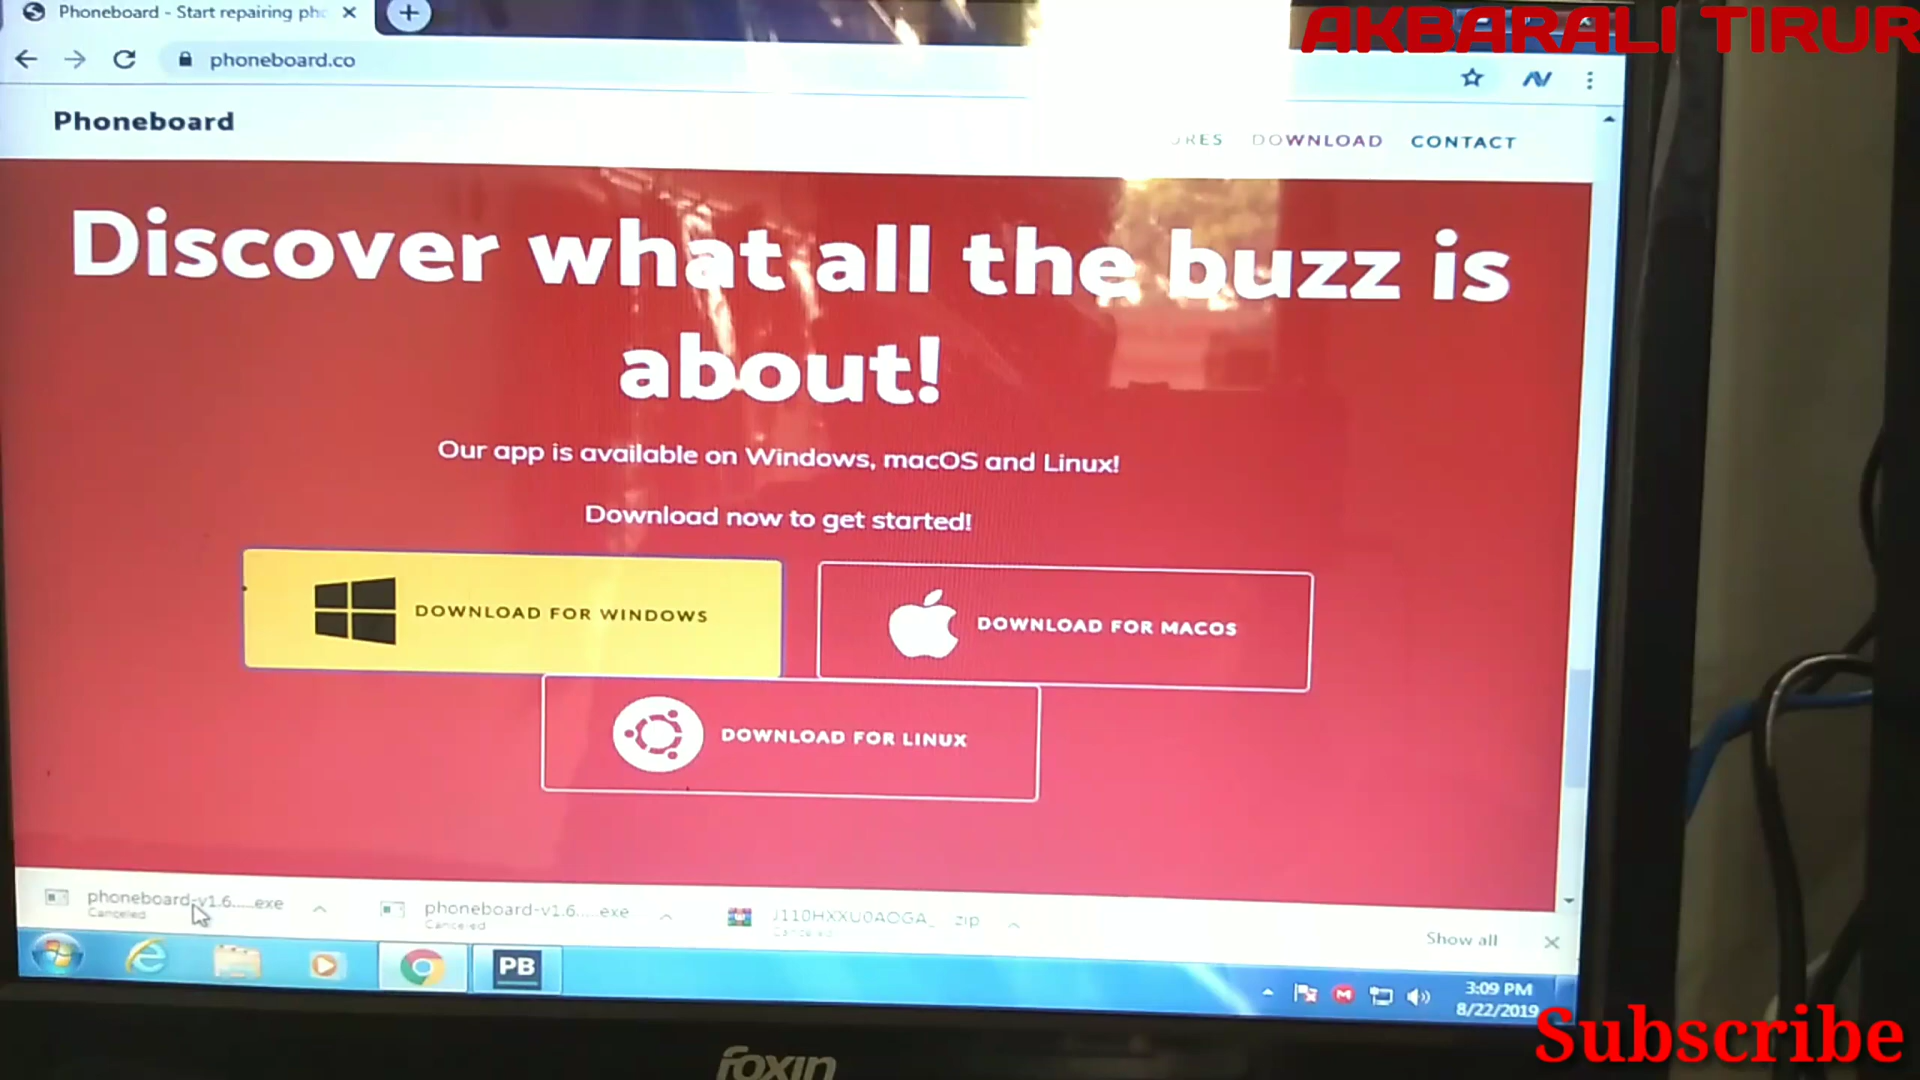 Phoneboard - Start repairing pho
AKBARALI TIRUR
phoneboard.co
Phoneboard
DOWNLOAD CONTACT
Discover what all the buzz is
about!
Our app is available on Windows, macOS and Linux!
Download now to get started!
DOWNLOAD FOR WINDOWS
DOWNLOAD FOR MACOS
DOWNLOAD FOR LINUX
phoneboard-v1.6.....exe
Canceled
phoneboard-v1.6.....exe
Canceled
J110HXXU0AOGA_ zip
Canceled
Show all
PB
3:09 PM
8/22/2019
Subscribe
foxin